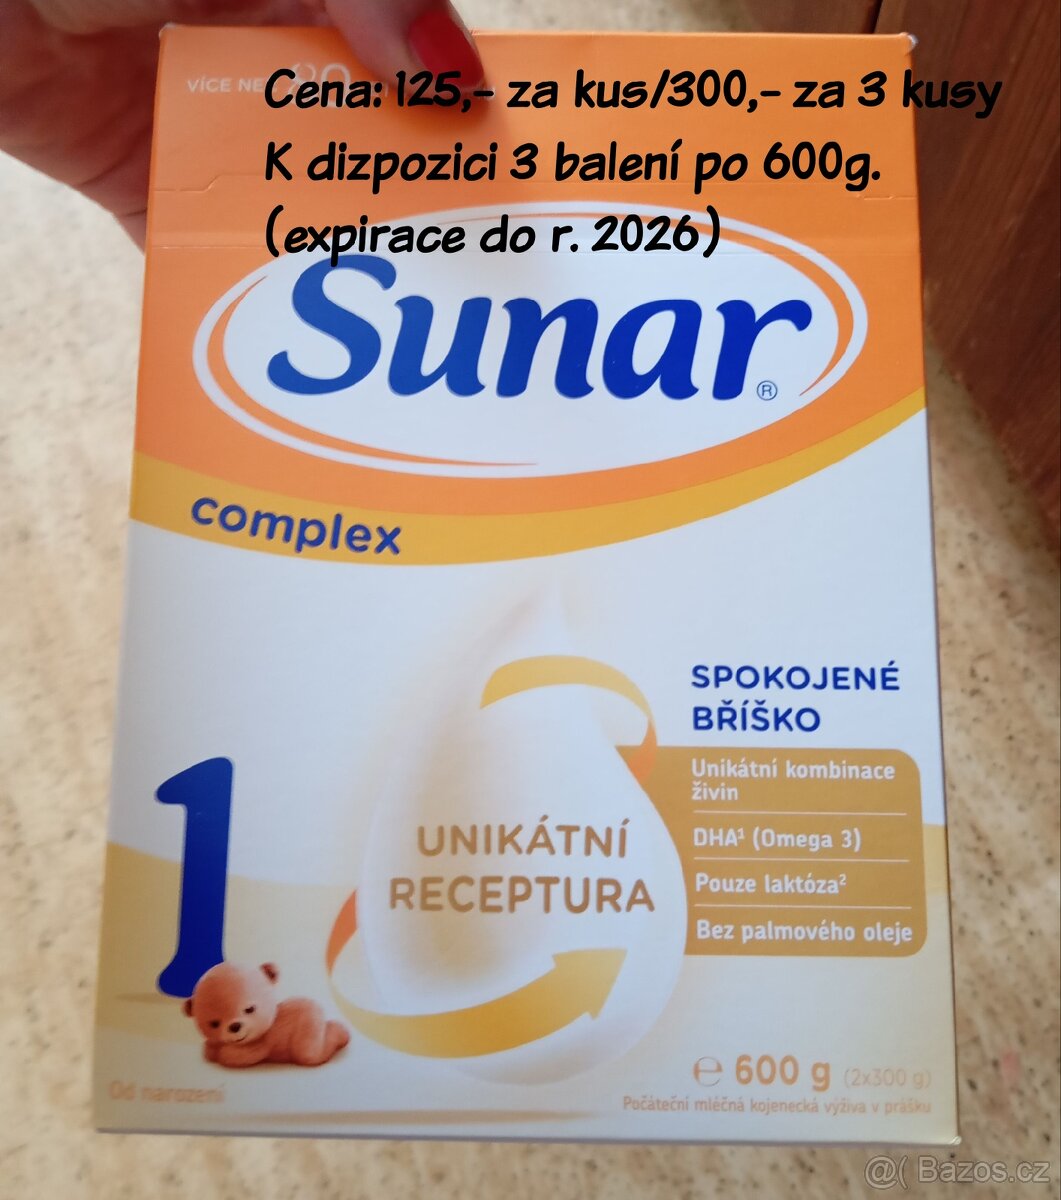 VÍCE NE
Cena: 125,- za kus/300,- za 3 kusy
K dizpozici 3 balení po 600g.
(expirace do r. 2026)
Sunar®
complex
SPOKOJENÉ
BŘÍŠKO
Unikátní kombinace
živin
DHA¹ (Omega 3)
Pouze laktóza²
Bez palmového oleje
UNIKÁTNÍ
RECEPTURA
1
Od narození
℮ 600 g (2x300 g)
Počáteční mléčná kojenecká výživa v prášku
@( Bazos.cz